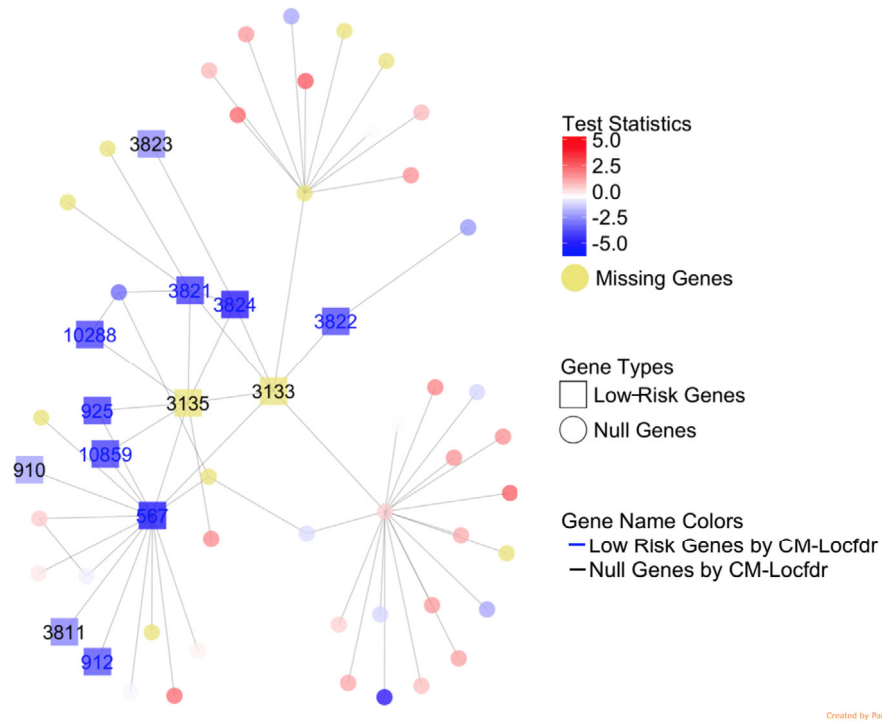 Test Statistics
5.0
2.5
0.0
-2.5
-5.0
Missing Genes
Gene Types
Low-Risk Genes
Null Genes
Gene Name Colors
Low Risk Genes by CM-Locfdr
Null Genes by CM-Locfdr
3823
3821
3824
3822
10288
3133
3135
925
10859
910
567
3811
912
Created by Pai